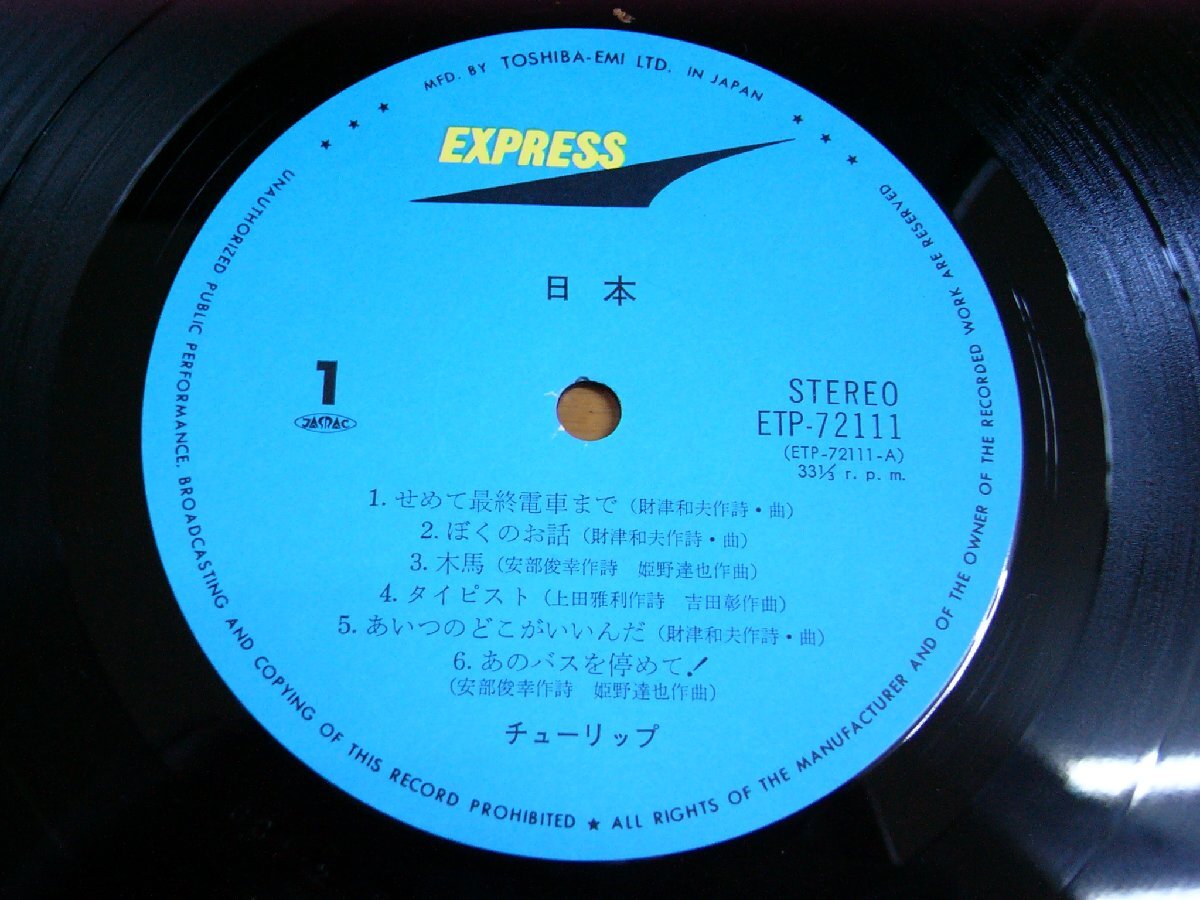 MFD. BY TOSHIBA-EMI LTD. IN JAPAN
EXPRESS
日本
1
JASRAC
STEREO
ETP-72111
(ETP-72111-A)
33⅓ r. p. m.
1. せめて最終電車まで (財津和夫作詩・曲)
2. ぼくのお話 (財津和夫作詩・曲)
3. 木馬 (安部俊幸作詩 姫野達也作曲)
4. タイピスト (上田雅利作詩 吉田彰作曲)
5. あいつのどこがいいんだ (財津和夫作詩・曲)
6. あのバスを停めて!
(安部俊幸作詩 姫野達也作曲)
チューリップ
UNAUTHORIZED PUBLIC PERFORMANCE, BROADCASTING AND COPYING OF THIS RECORD PROHIBITED ★ ALL RIGHTS OF THE MANUFACTURER AND OF THE OWNER OF THE RECORDED WORK ARE RESERVED